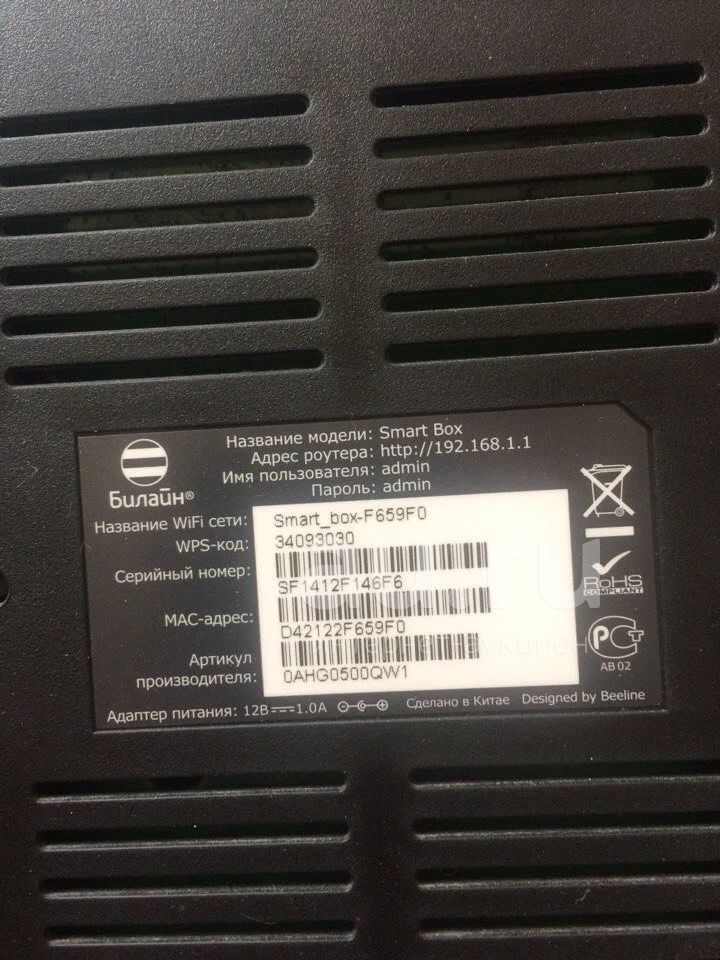 Название модели: Smart Box
Адрес роутера: http://192.168.1.1
Имя пользователя: admin
Пароль: admin
Билайн®
Название WiFi сети: Smart_box-F659F0
WPS-код: 34093030
Серийный номер: SF1412F146F6
MAC-адрес: D42122F659F0
Артикул
производителя: 0AHG0500QW1
Адаптер питания: 12В 1.0А Сделано в Китае Designed by Beeline
RoHS
COMPLIANT
РСТ
АВ 02